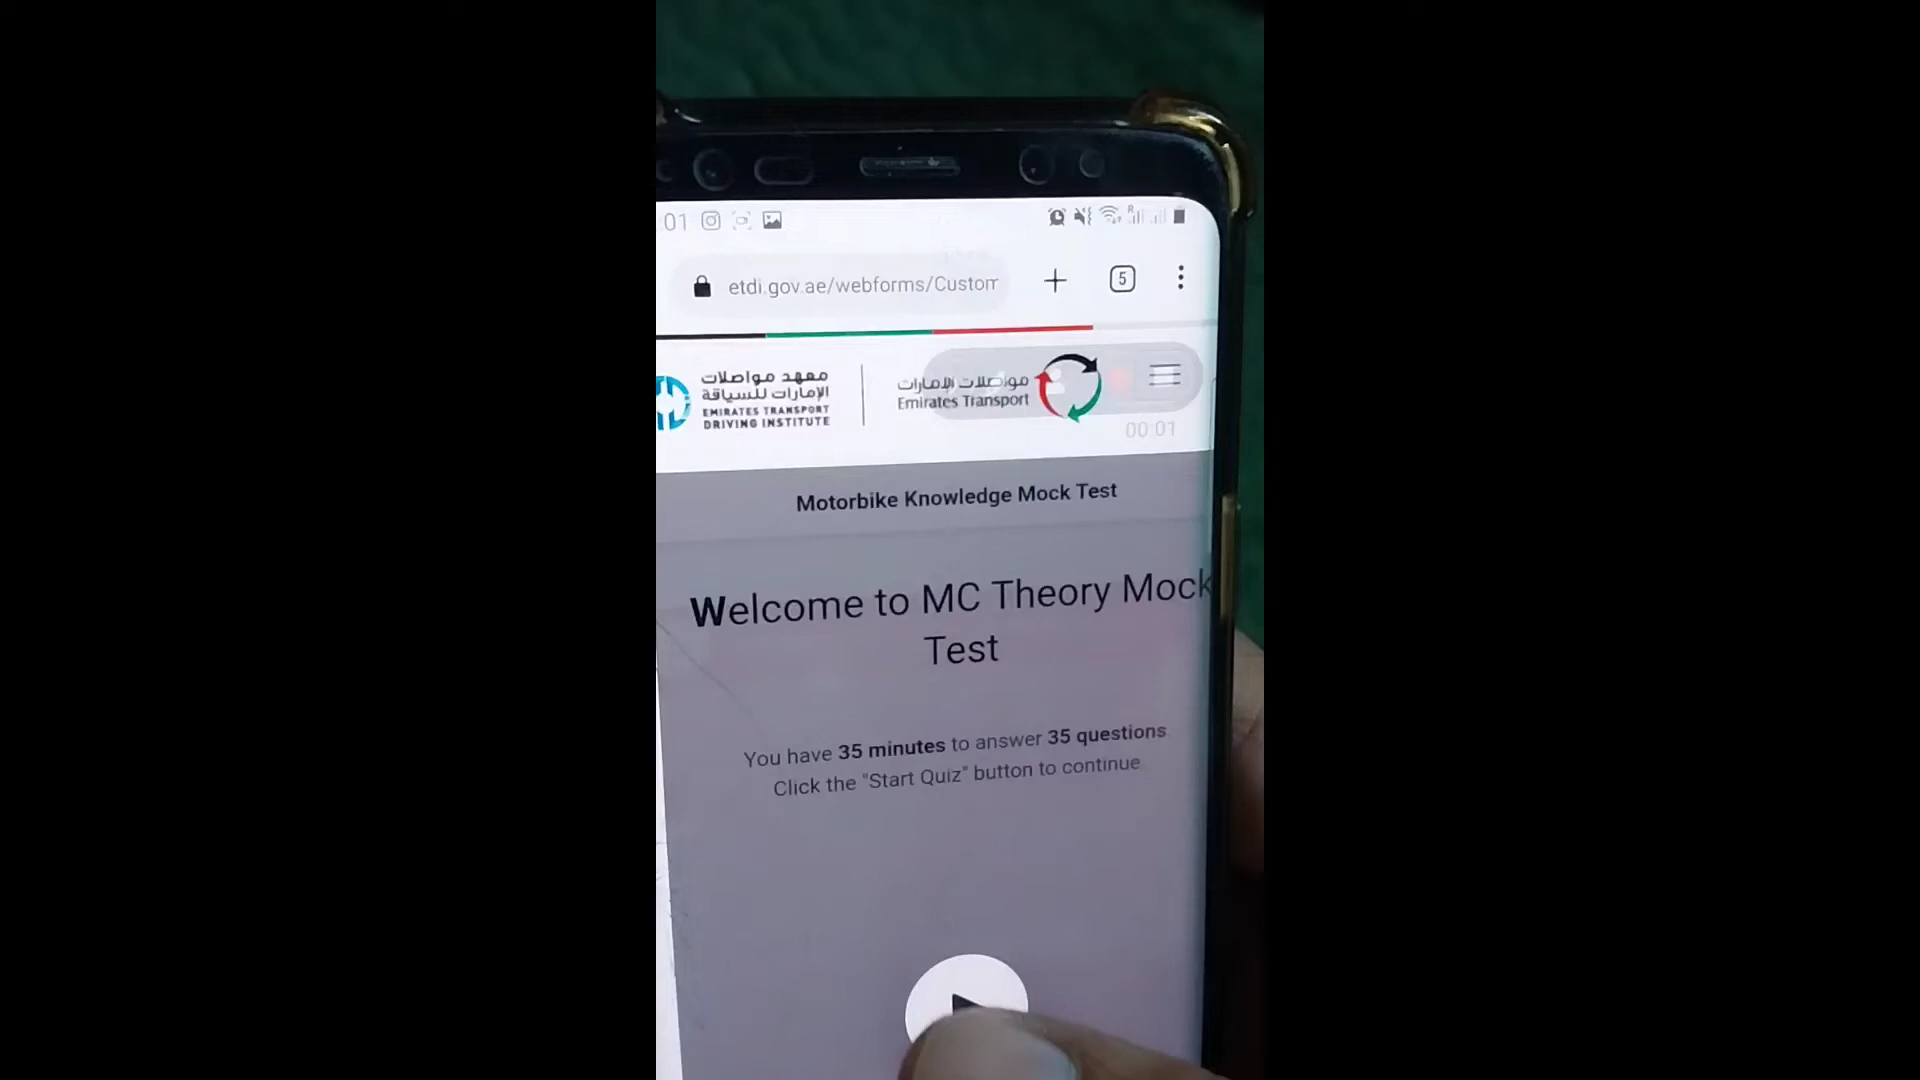 :01
etdi.gov.ae/webforms/Custom
5
معهد مواصلات
الإمارات للسياقة
EMIRATES TRANSPORT
DRIVING INSTITUTE
مواصلات الإمارات
Emirates Transport
00:01
Motorbike Knowledge Mock Test
Welcome to MC Theory Mock
Test
You have 35 minutes to answer 35 questions
Click the "Start Quiz" button to continue